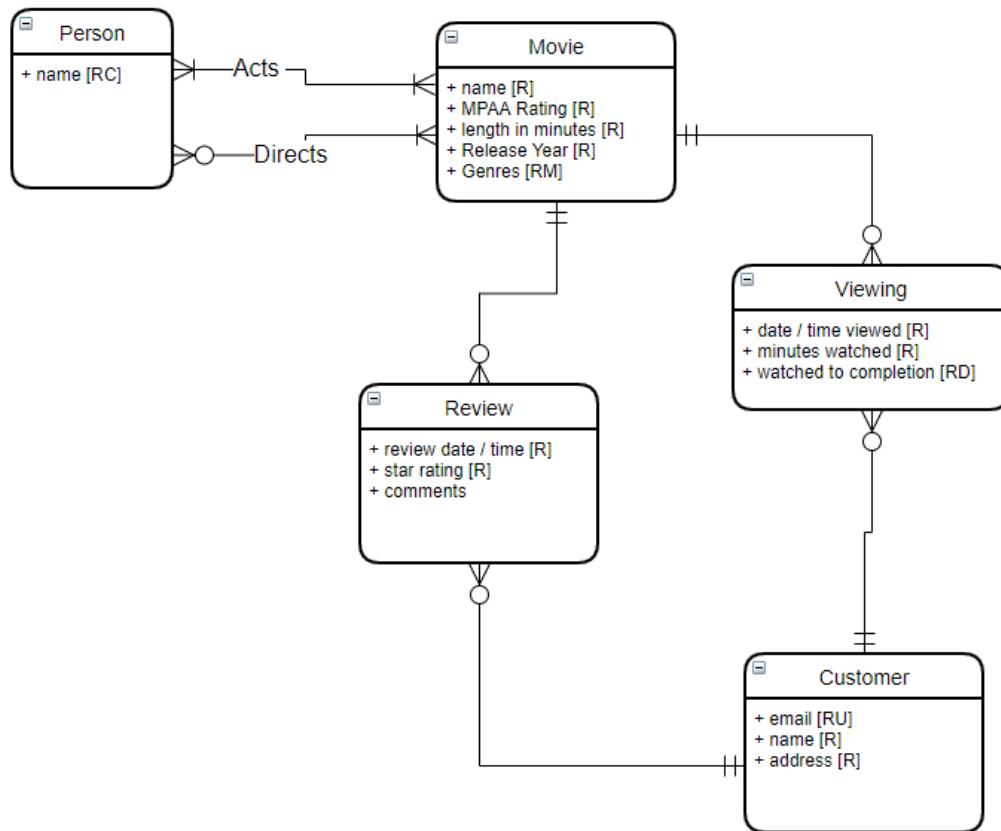 Person
+ name [RC]
Acts
Directs
Movie
+ name [R]
+ MPAA Rating [R]
+ length in minutes [R]
+ Release Year [R]
+ Genres [RM]
Viewing
+ date / time viewed [R]
+ minutes watched [R]
+ watched to completion [RD]
Review
+ review date / time [R]
+ star rating [R]
+ comments
Customer
+ email [RU]
+ name [R]
+ address [R]